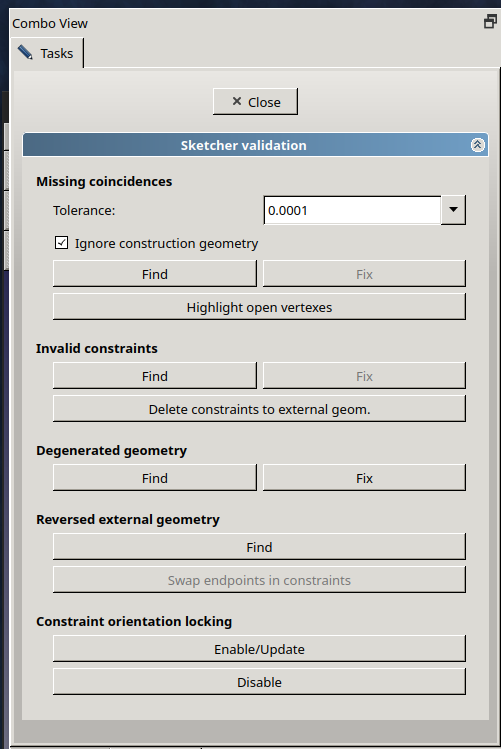 Combo View
Tasks
Close
Sketcher validation
Missing coincidences
Tolerance: 0.0001
Ignore construction geometry
Find Fix
Highlight open vertexes
Invalid constraints
Find Fix
Delete constraints to external geom.
Degenerated geometry
Find Fix
Reversed external geometry
Find
Swap endpoints in constraints
Constraint orientation locking
Enable/Update
Disable